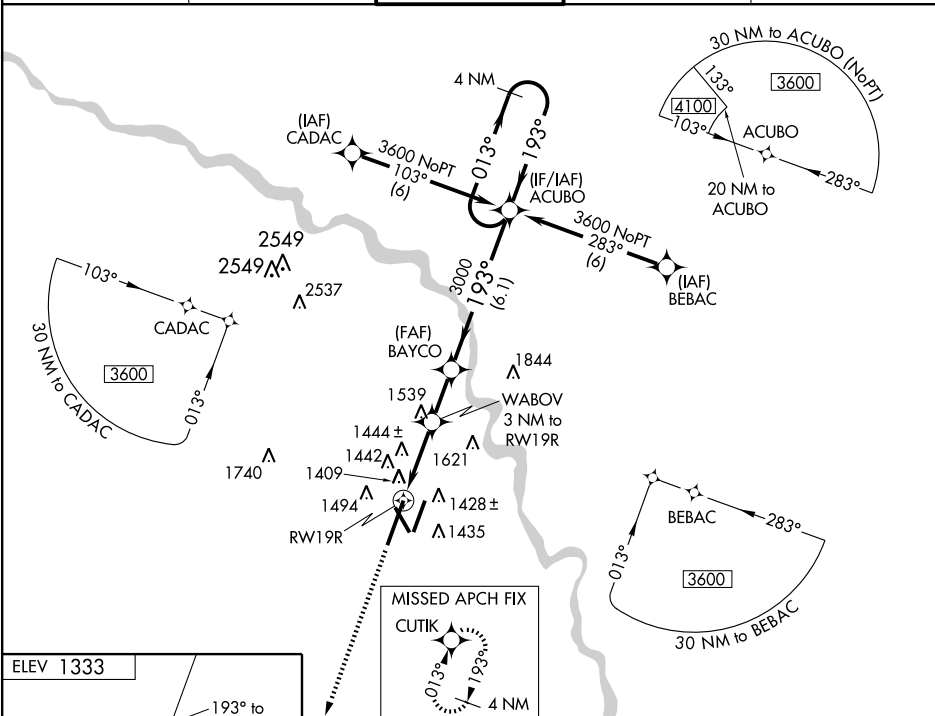 30 NM to ACUBO (NoPT)
133°
3600
4100
103°
ACUBO
283°
20 NM to
ACUBO
4 NM
013°
193°
(IAF)
CADAC
3600 NoPT
103°
(6)
(IF/IAF)
ACUBO
3600 NoPT
283°
(6)
(IAF)
BEBAC
3000
193°
(6.1)
2549
2549
2537
103°
CADAC
3600
013°
30 NM to CADAC
(FAF)
BAYCO
1844
1539
WABOV
3 NM to
RW19R
1444 ±
1442
1621
1740
1409
1494
1428 ±
RW19R
1435
BEBAC
283°
013°
3600
30 NM to BEBAC
MISSED APCH FIX
CUTIK
013°
193°
4 NM
ELEV 1333
193° to